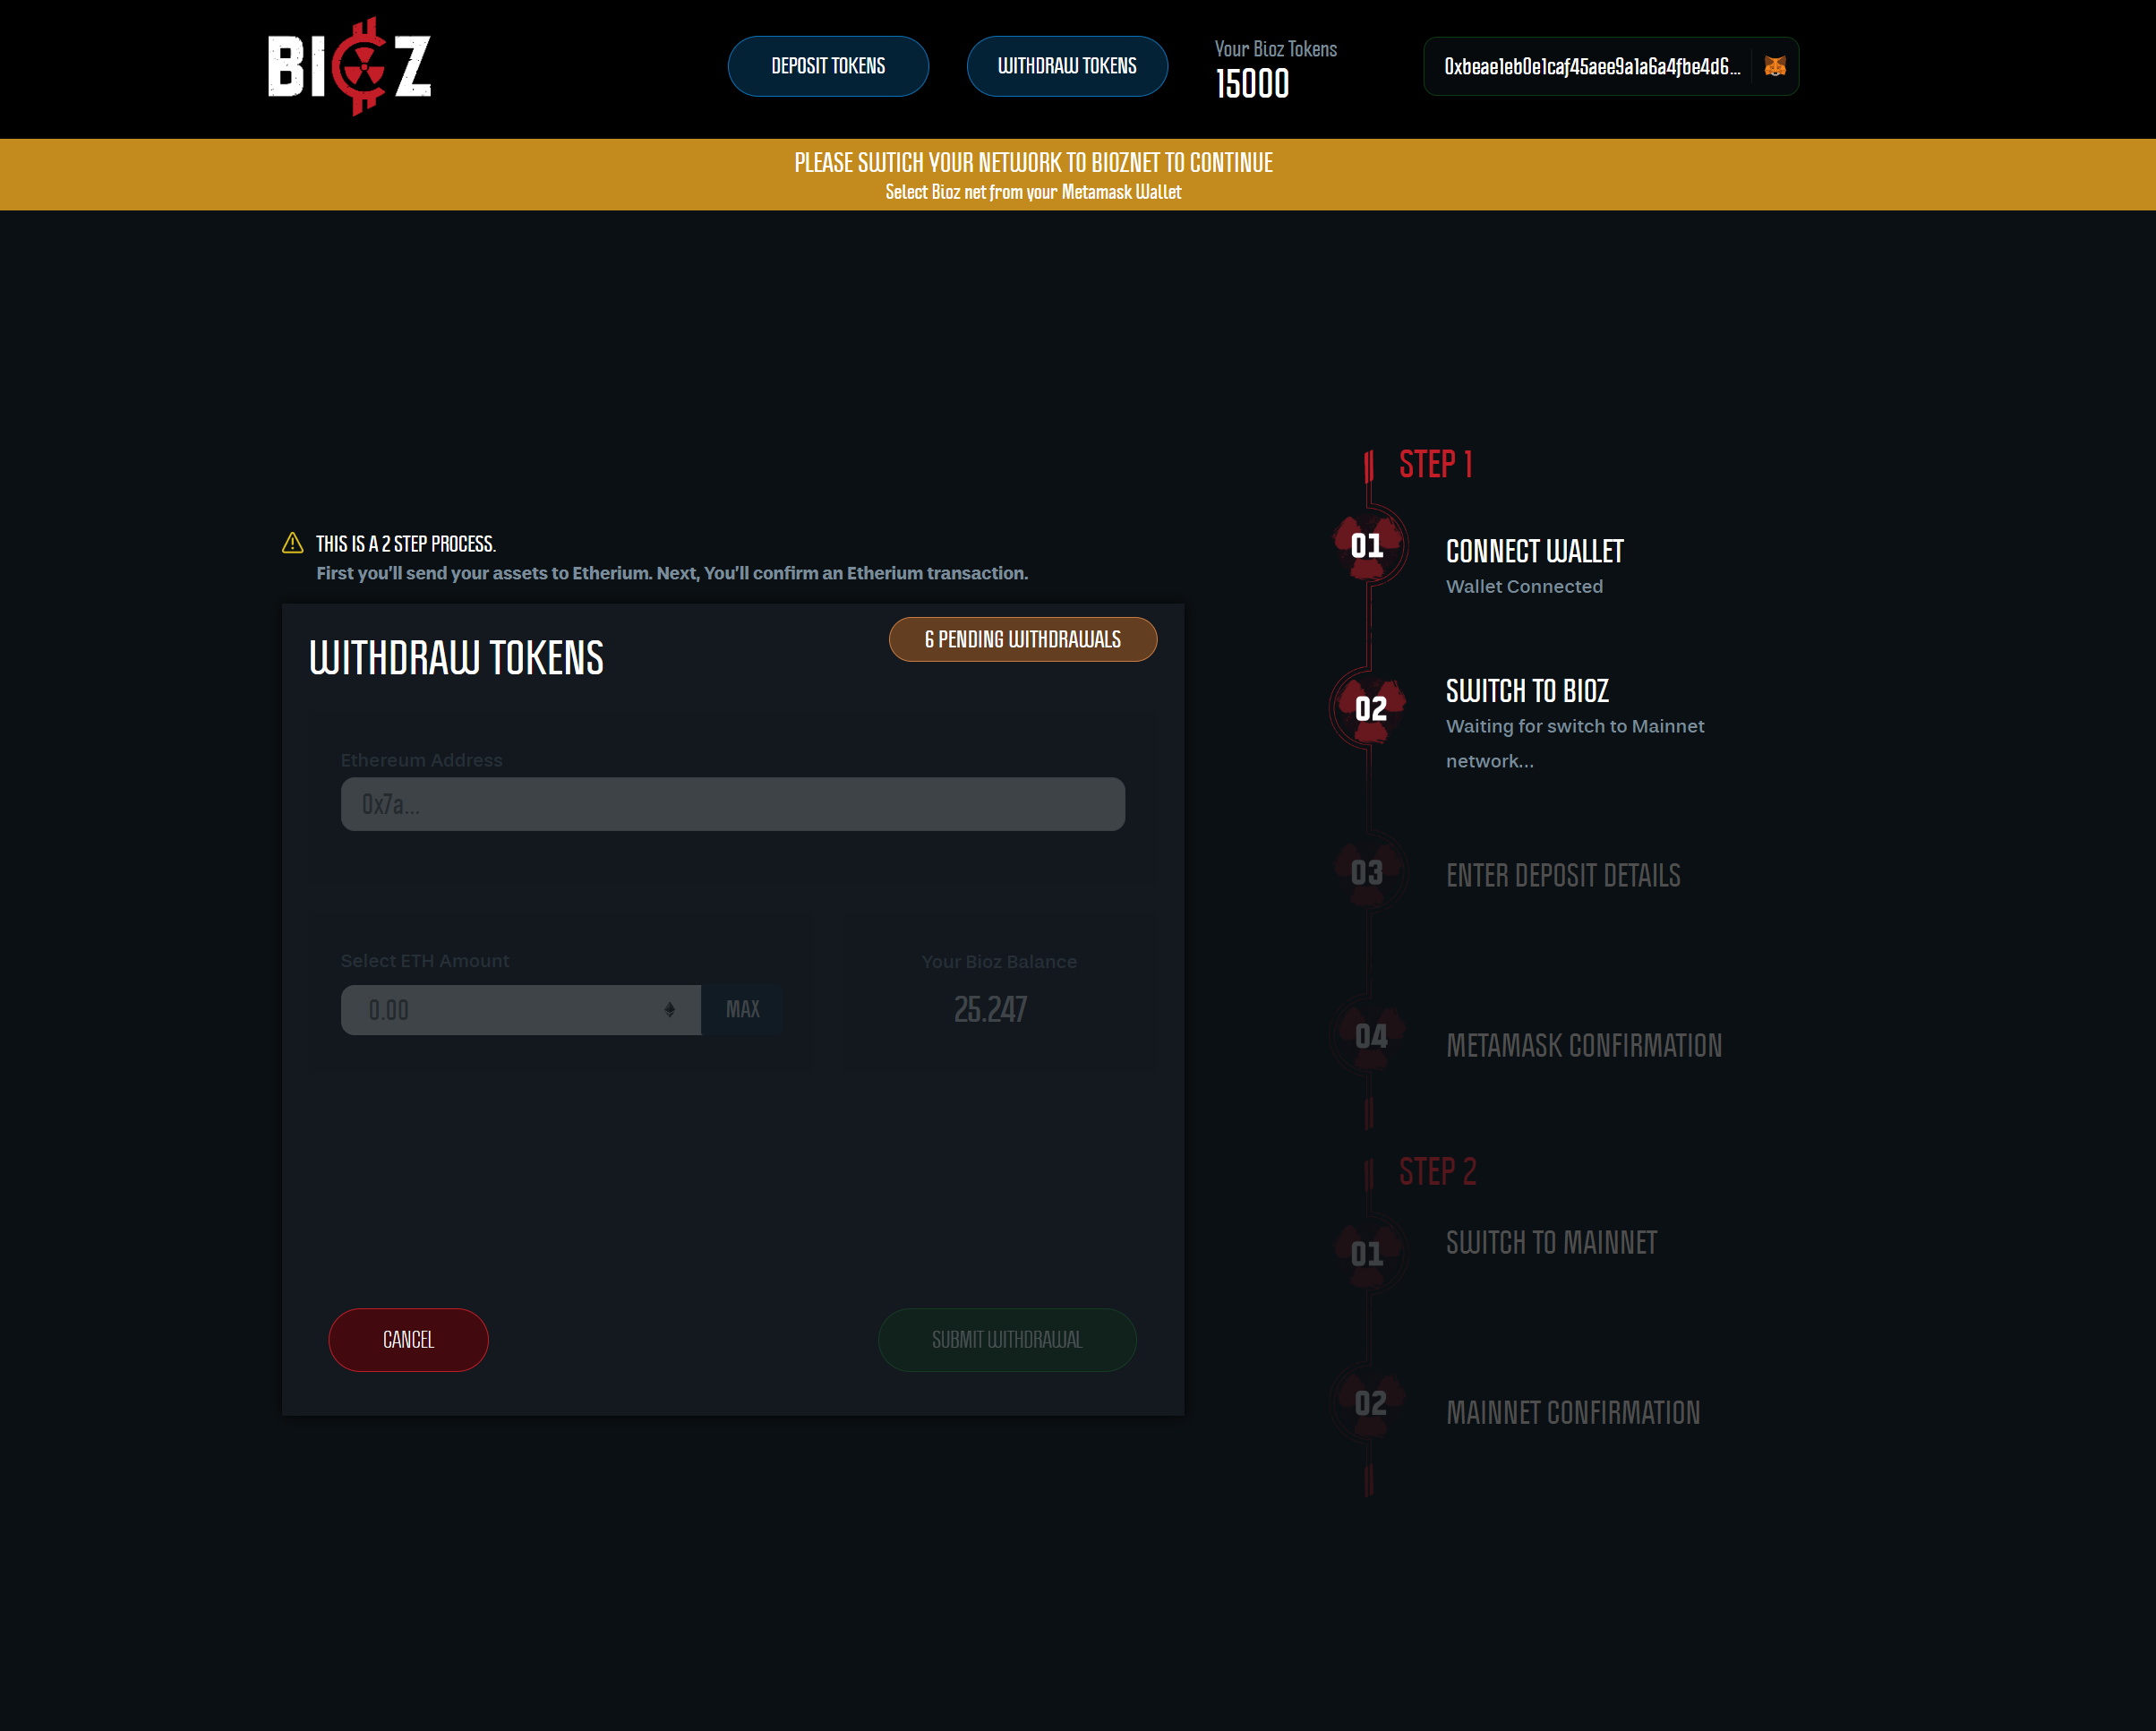 BIOZ
DEPOSIT TOKENS
WITHDRAW TOKENS
Your Bioz Tokens
15000
0xbeae1eb0e1caf45aee9a1a6a4fbe4d6...
PLEASE SWTICH YOUR NETWORK TO BIOZNET TO CONTINUE
Select Bioz net from your Metamask Wallet
THIS IS A 2 STEP PROCESS.
First you'll send your assets to Etherium. Next, You'll confirm an Etherium transaction.
WITHDRAW TOKENS
6 PENDING WITHDRAWALS
Ethereum Address
0x7a...
Select ETH Amount
0.00
MAX
Your Bioz Balance
25.247
CANCEL
SUBMIT WITHDRAWAL
STEP 1
01
CONNECT WALLET
Wallet Connected
02
SWITCH TO BIOZ
Waiting for switch to Mainnet
network...
03
ENTER DEPOSIT DETAILS
04
METAMASK CONFIRMATION
STEP 2
01
SWITCH TO MAINNET
02
MAINNET CONFIRMATION